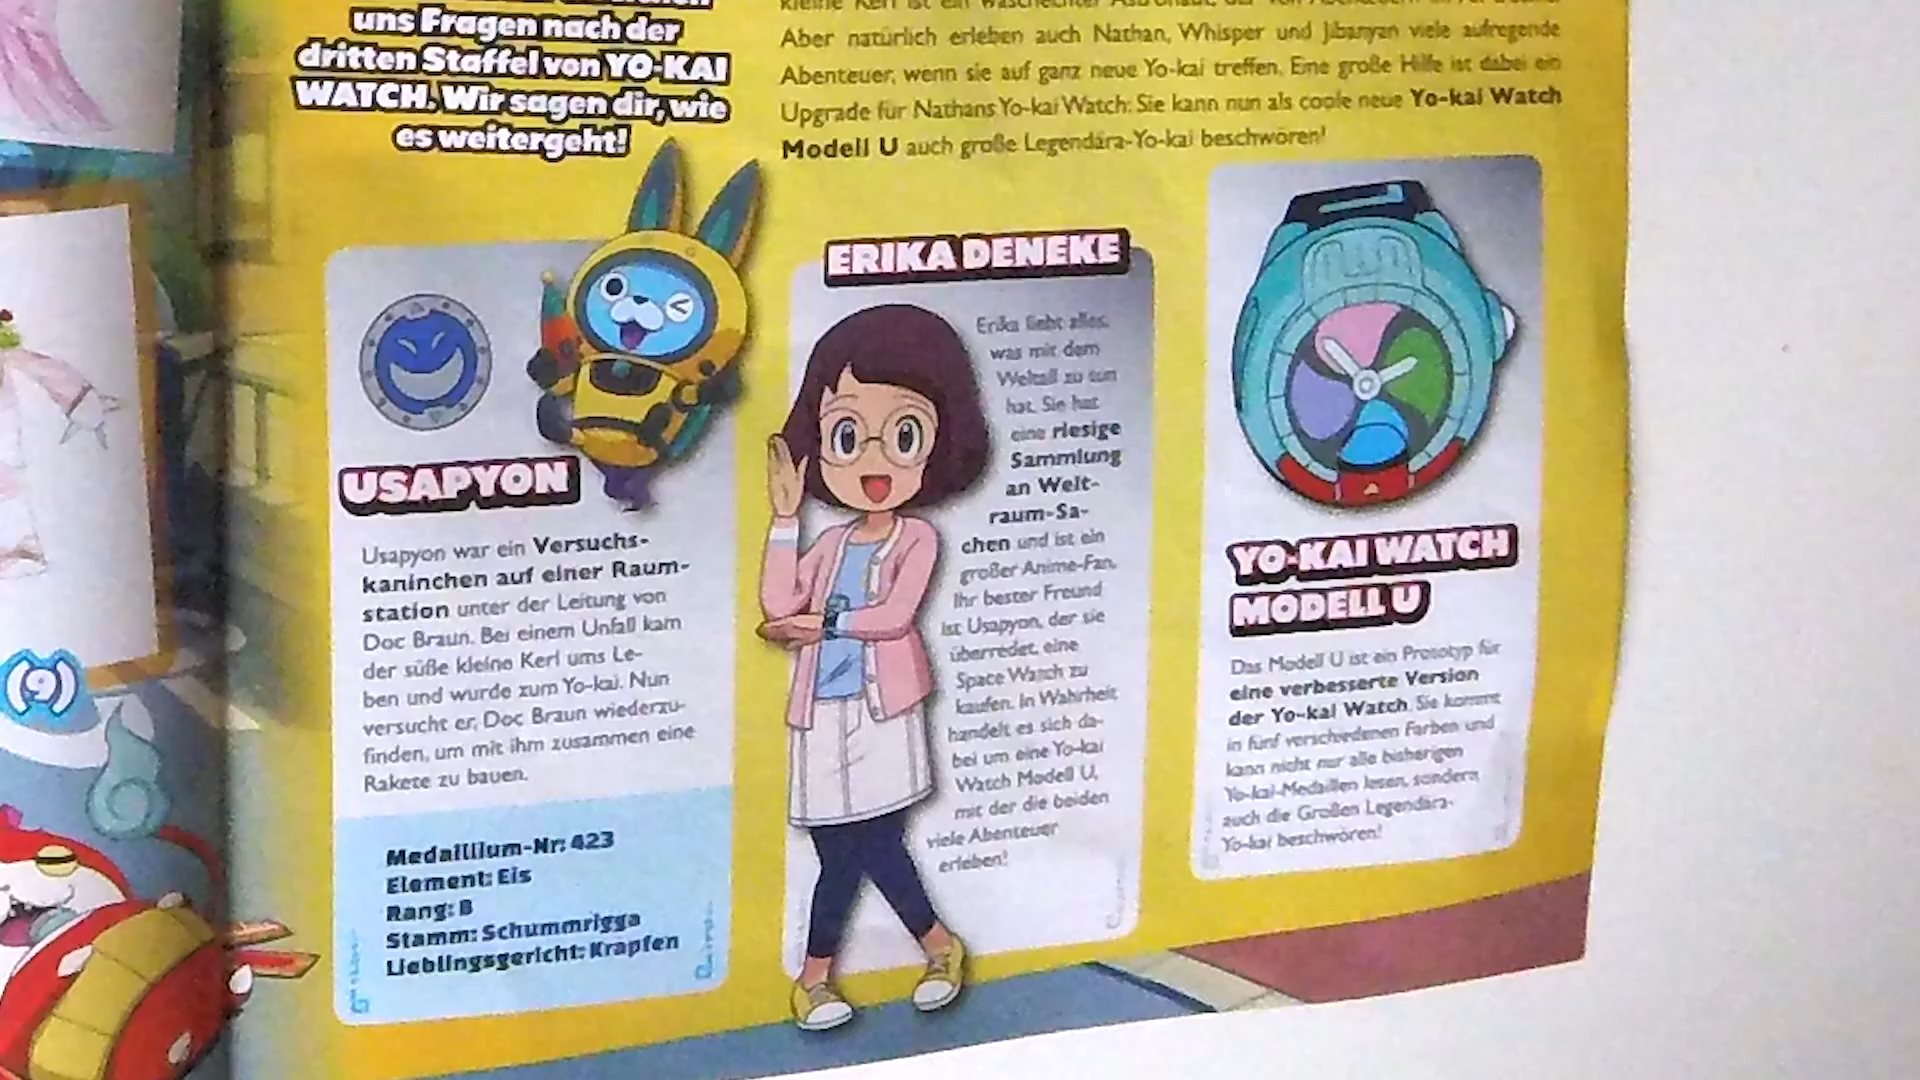 uns Fragen nach der
dritten Staffel von YO-KAI
WATCH. Wir sagen dir, wie
es weitergeht!
Aber natürlich erleben auch Nathan, Whisper und Jibanyan viele aufregende
Abenteuer, wenn sie auf ganz neue Yo-kai treffen. Eine große Hilfe ist dabei ein
Upgrade für Nathans Yo-kai Watch: Sie kann nun als coole neue Yo-kai Watch
Modell U auch große Legendära-Yo-kai beschwören!
USAPYON
Usapyon war ein Versuchs-
kaninchen auf einer Raum-
station unter der Leitung von
Doc Braun. Bei einem Unfall kam
der süße kleine Kerl ums Le-
ben und wurde zum Yo-kai. Nun
versucht er, Doc Braun wiederzu-
finden, um mit ihm zusammen eine
Rakete zu bauen.
Medaillium-Nr: 423
Element: Eis
Rang: B
Stamm: Schummrigga
Lieblingsgericht: Krapfen
ERIKA DENEKE
Erika liebt alles,
was mit dem
Weltall zu tun
hat. Sie hat
eine riesige
Sammlung
an Welt-
raum-Sa-
chen und ist ein
großer Anime-Fan.
Ihr bester Freund
ist Usapyon, der sie
überredet, eine
Space Watch zu
kaufen. In Wahrheit
handelt es sich da-
bei um eine Yo-kai
Watch Modell U,
mit der die beiden
viele Abenteuer
erleben!
YO-KAI WATCH
MODELL U
Das Modell U ist ein Prototyp für
eine verbesserte Version
der Yo-kai Watch. Sie kommt
in fünf verschiedenen Farben und
kann nicht nur alle bisherigen
Yo-kai-Medaillen lesen, sondern
auch die Großen Legendära-
Yo-kai beschwören!
(9)